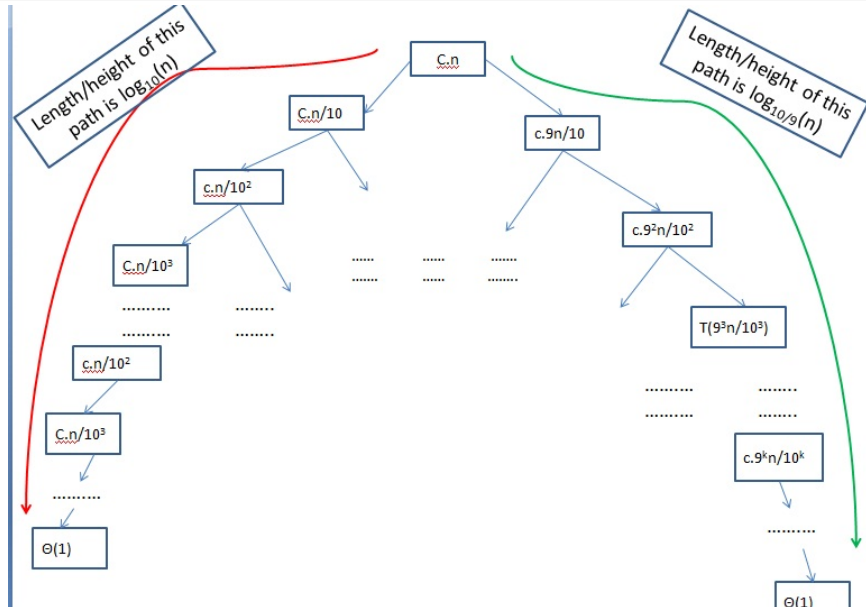 Length/height of this
path is log₁₀(n)
C.n
Length/height of this
path is log₁₀/₉(n)
C.n/10
c.9n/10
c.n/10²
c.9²n/10²
C.n/10³
...... ...... .......
....... ...... ........
.......... ........
.......... ........
T(9³n/10³)
c.n/10²
.......... ........
.......... ........
C.n/10³
c.9ᵏn/10ᵏ
..........
..........
Θ(1)
Θ(1)